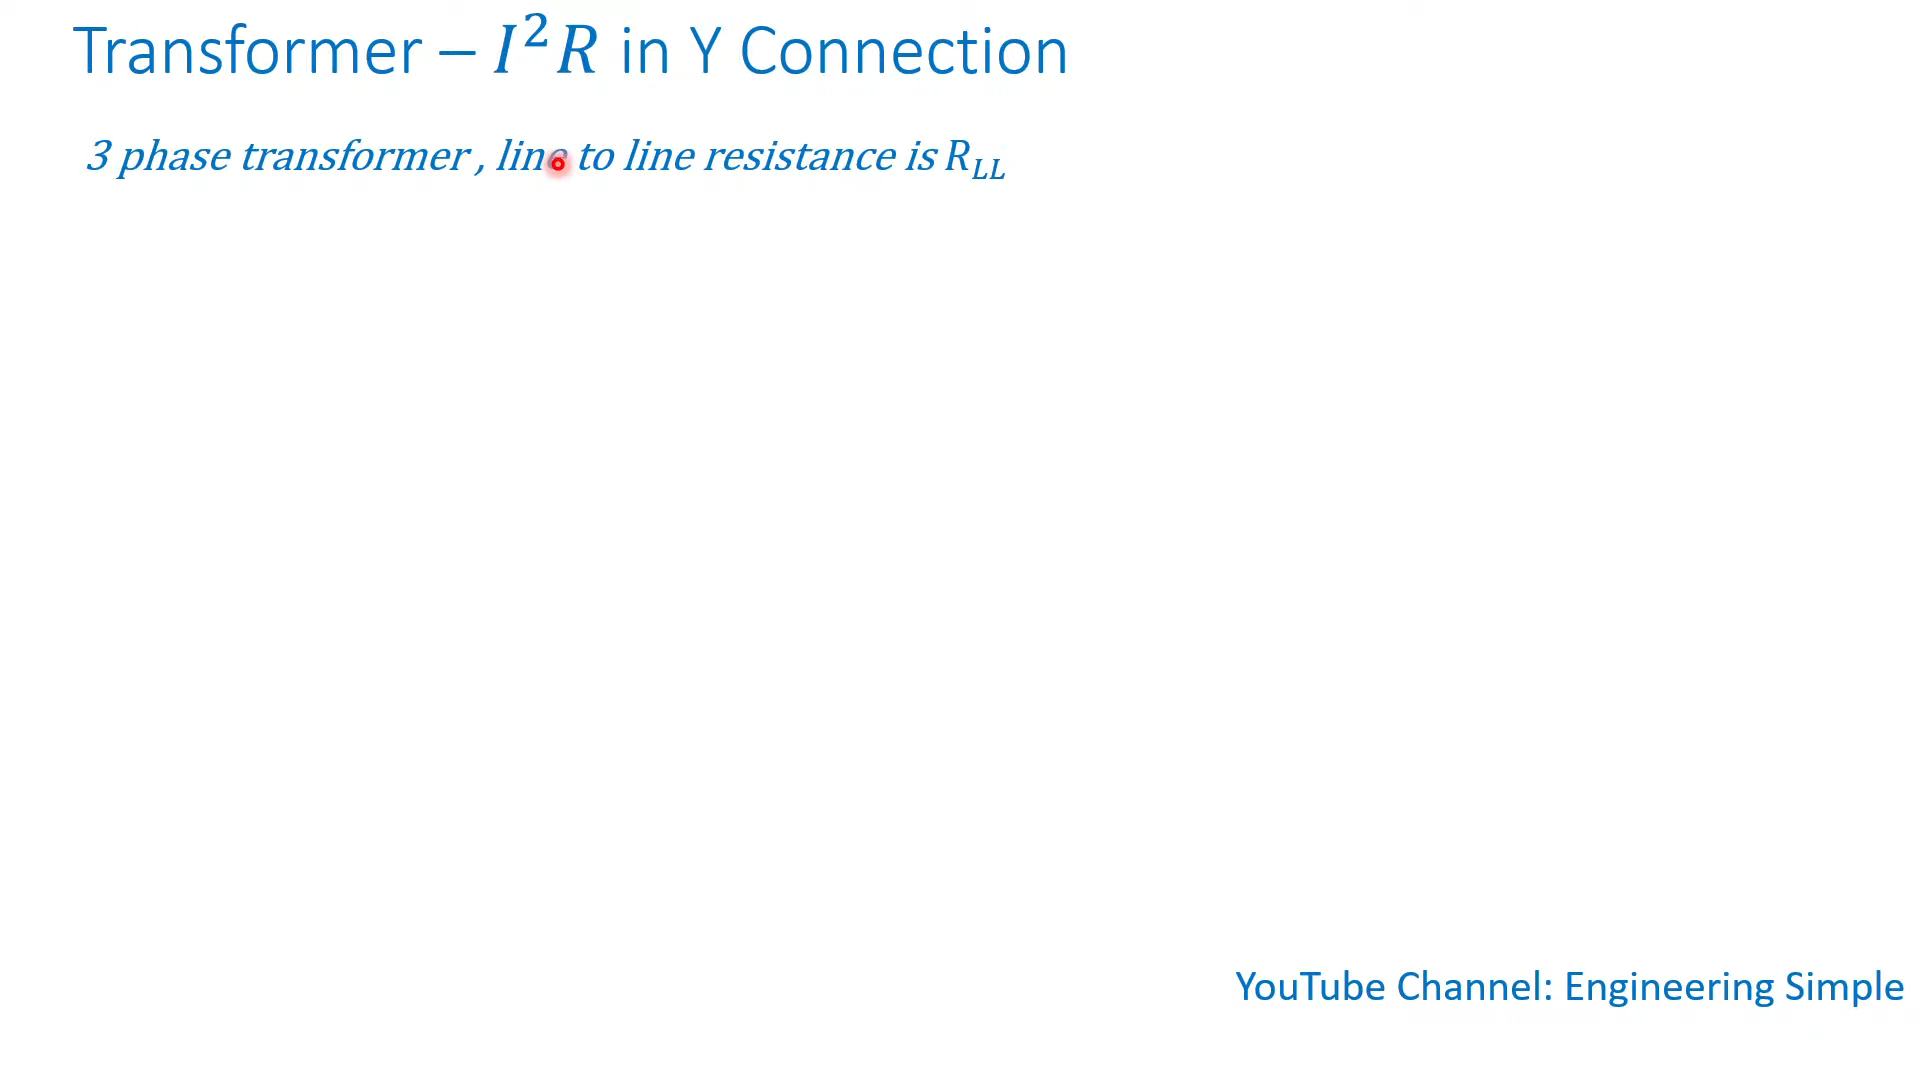 Transformer – I²R in Y Connection
3 phase transformer , line to line resistance is R_LL
YouTube Channel: Engineering Simple